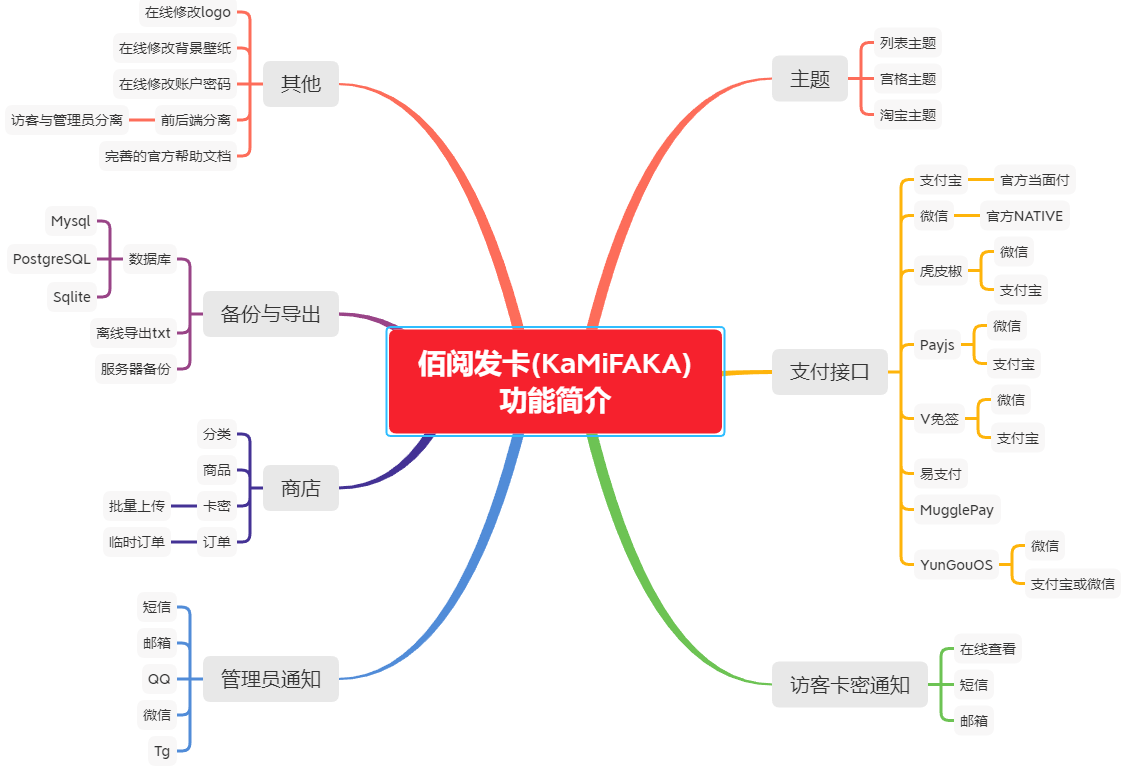 佰阅发卡(KaMiFAKA)
功能简介
主题
列表主题
宫格主题
淘宝主题
支付接口
支付宝
官方当面付
微信
官方NATIVE
虎皮椒
微信
支付宝
Payjs
微信
支付宝
V免签
微信
支付宝
易支付
MugglePay
YunGouOS
微信
支付宝或微信
访客卡密通知
在线查看
短信
邮箱
其他
在线修改logo
在线修改背景壁纸
在线修改账户密码
前后端分离
访客与管理员分离
完善的官方帮助文档
备份与导出
数据库
Mysql
PostgreSQL
Sqlite
离线导出txt
服务器备份
商店
分类
商品
卡密
批量上传
订单
临时订单
管理员通知
短信
邮箱
QQ
微信
Tg